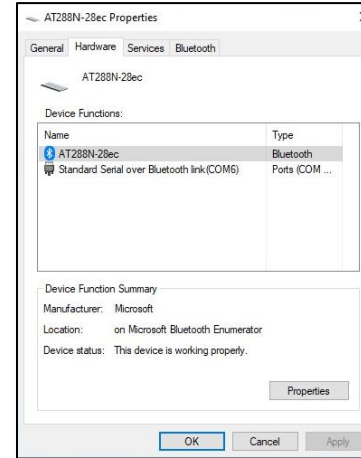 AT288N-28ec Properties
General Hardware Services Bluetooth
AT288N-28ec
Device Functions:
Name Type
AT288N-28ec Bluetooth
Standard Serial over Bluetooth link (COM6) Ports (COM ...
Device Function Summary
Manufacturer: Microsoft
Location: on Microsoft Bluetooth Enumerator
Device status: This device is working properly.
Properties
OK Cancel Apply